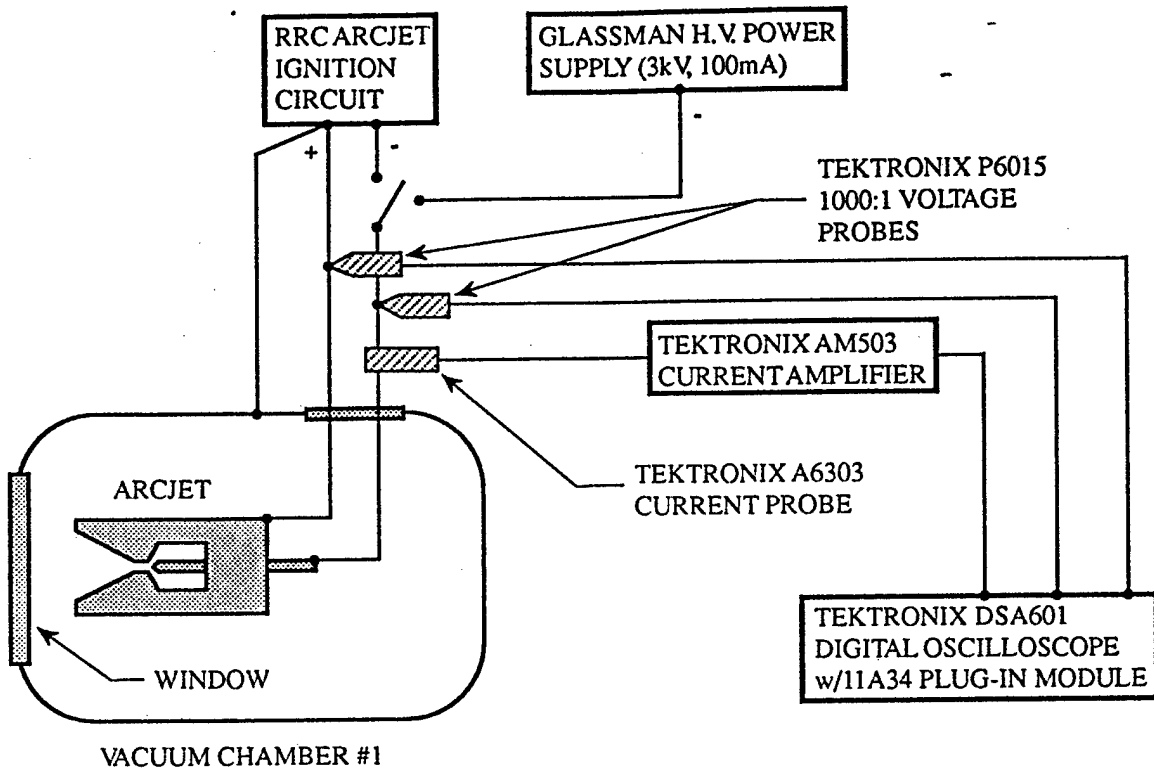 RRC ARCJET
IGNITION
CIRCUIT
GLASSMAN H.V. POWER
SUPPLY (3kV, 100mA)
+
-
-
TEKTRONIX P6015
1000:1 VOLTAGE
PROBES
TEKTRONIX AM503
CURRENT AMPLIFIER
TEKTRONIX A6303
CURRENT PROBE
ARCJET
WINDOW
TEKTRONIX DSA601
DIGITAL OSCILLOSCOPE
w/11A34 PLUG-IN MODULE
VACUUM CHAMBER #1